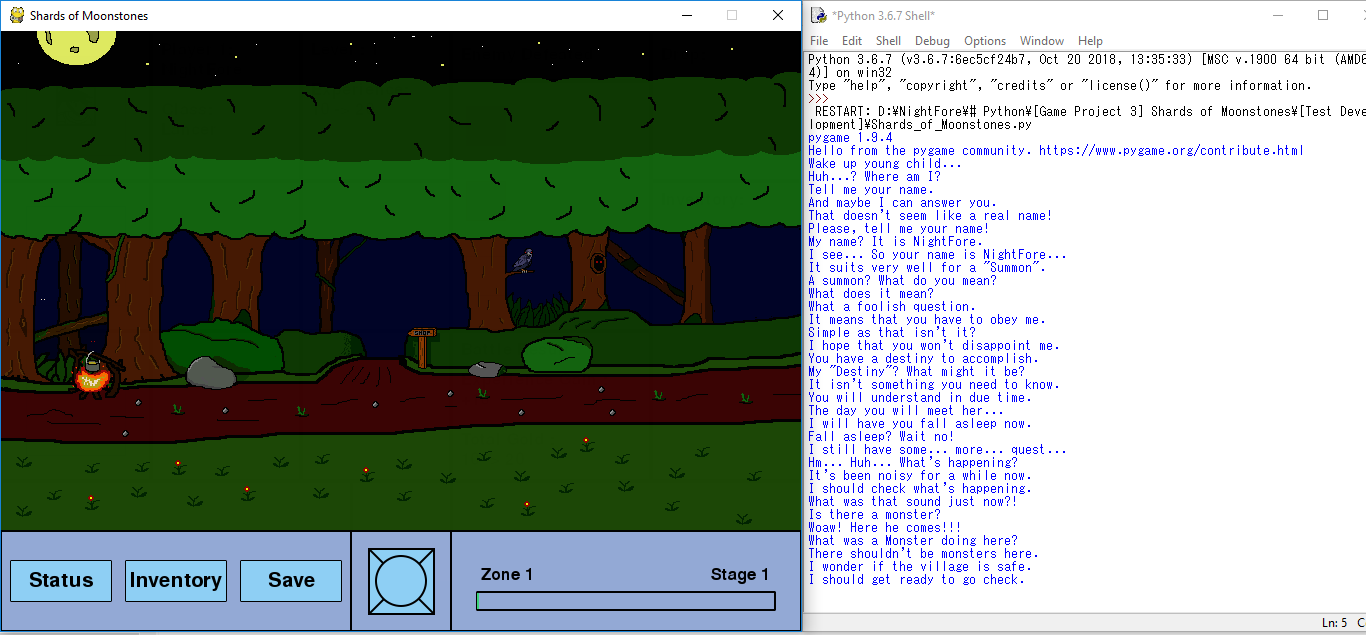 Shards of Moonstones
SHOP
Status
Inventory
Save
Zone 1
Stage 1
*Python 3.6.7 Shell*
File Edit Shell Debug Options Window Help
Python 3.6.7 (v3.6.7:6ec5cf24b7, Oct 20 2018, 13:35:33) [MSC v.1900 64 bit (AMD6
4)] on win32
Type "help", "copyright", "credits" or "license()" for more information.
>>>
RESTART: D:¥NightFore¥# Python¥[Game Project 3] Shards of Moonstones¥[Test Deve
lopment]¥Shards_of_Moonstones.py
pygame 1.9.4
Hello from the pygame community. https://www.pygame.org/contribute.html
Wake up young child...
Huh...? Where am I?
Tell me your name.
And maybe I can answer you.
That doesn't seem like a real name!
Please, tell me your name!
My name? It is NightFore.
I see... So your name is NightFore...
It suits very well for a "Summon".
A summon? What do you mean?
What does it mean?
What a foolish question.
It means that you have to obey me.
Simple as that isn't it?
I hope that you won't disappoint me.
You have a destiny to accomplish.
My "Destiny"? What might it be?
It isn't something you need to know.
You will understand in due time.
The day you will meet her...
I will have you fall asleep now.
Fall asleep? Wait no!
I still have some... more... quest...
Hm... Huh... What's happening?
It's been noisy for a while now.
I should check what's happening.
What was that sound just now?!
Is there a monster?
Woaw! Here he comes!!!
What was a Monster doing here?
There shouldn't be monsters here.
I wonder if the village is safe.
I should get ready to go check.
Ln: 5 C